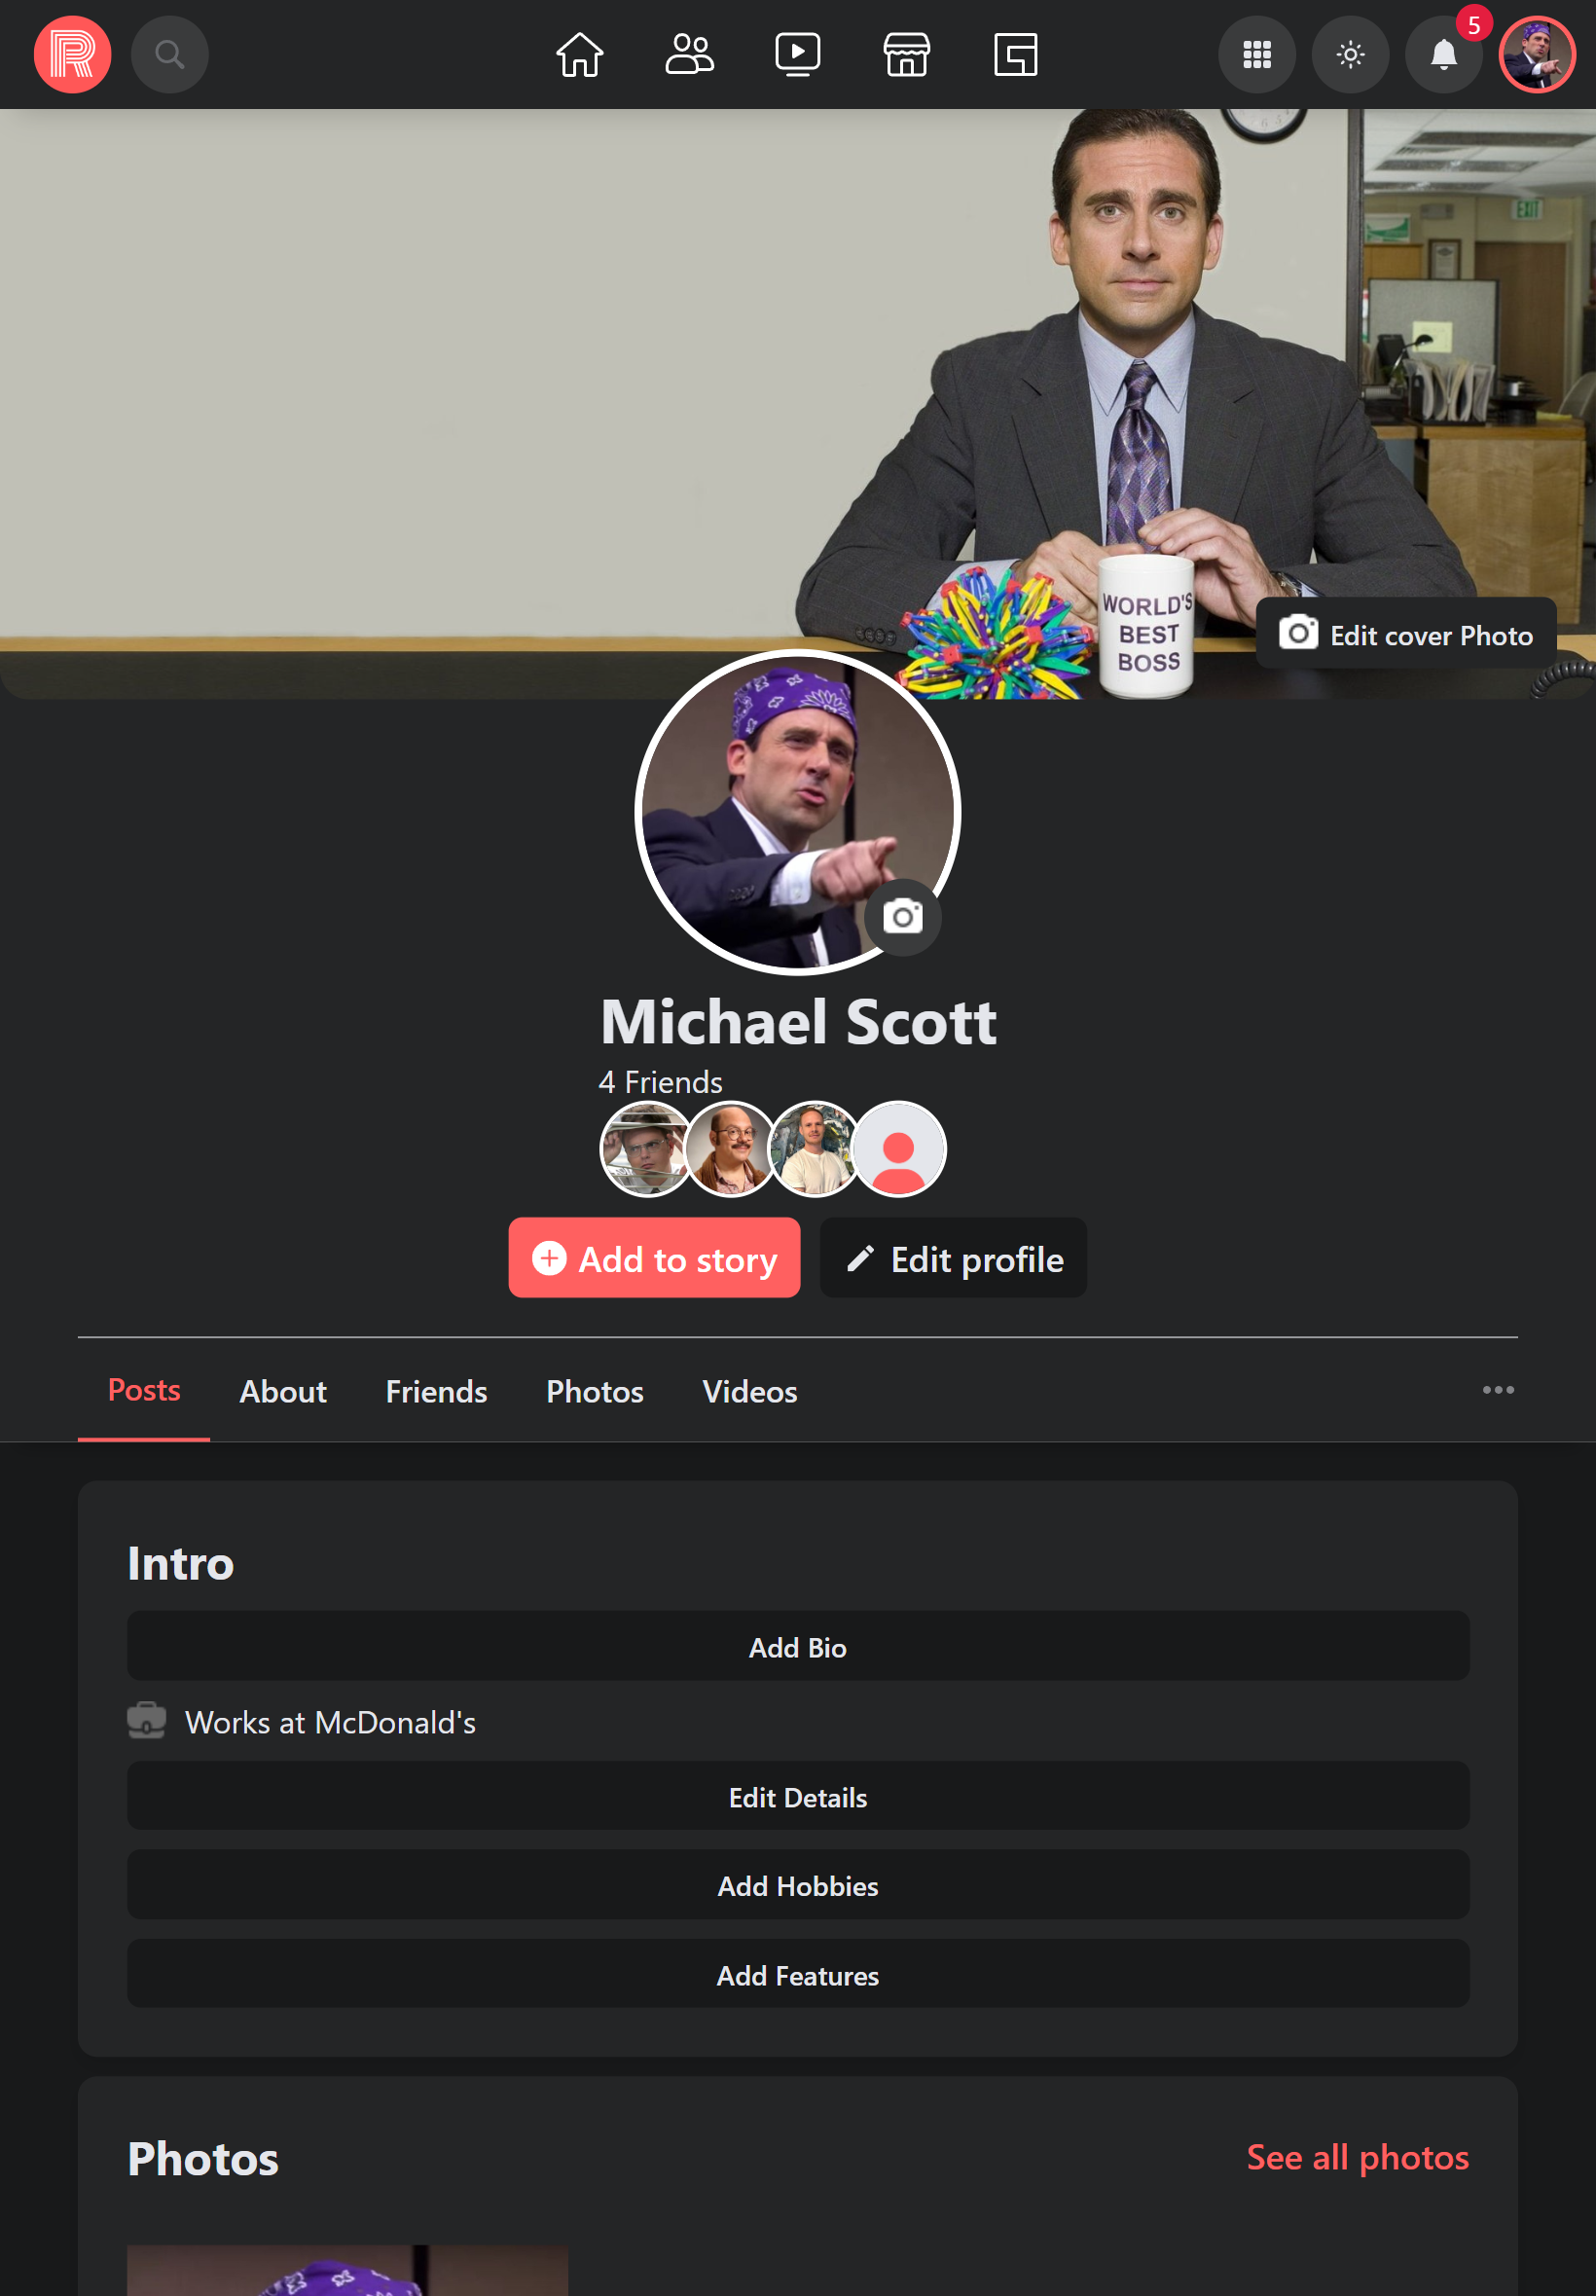 R
5
EXIT
WORLD'S
BEST
BOSS
Edit cover Photo
Michael Scott
4 Friends
Add to story
Edit profile
Posts About Friends Photos Videos
Intro
Add Bio
Works at McDonald's
Edit Details
Add Hobbies
Add Features
Photos
See all photos